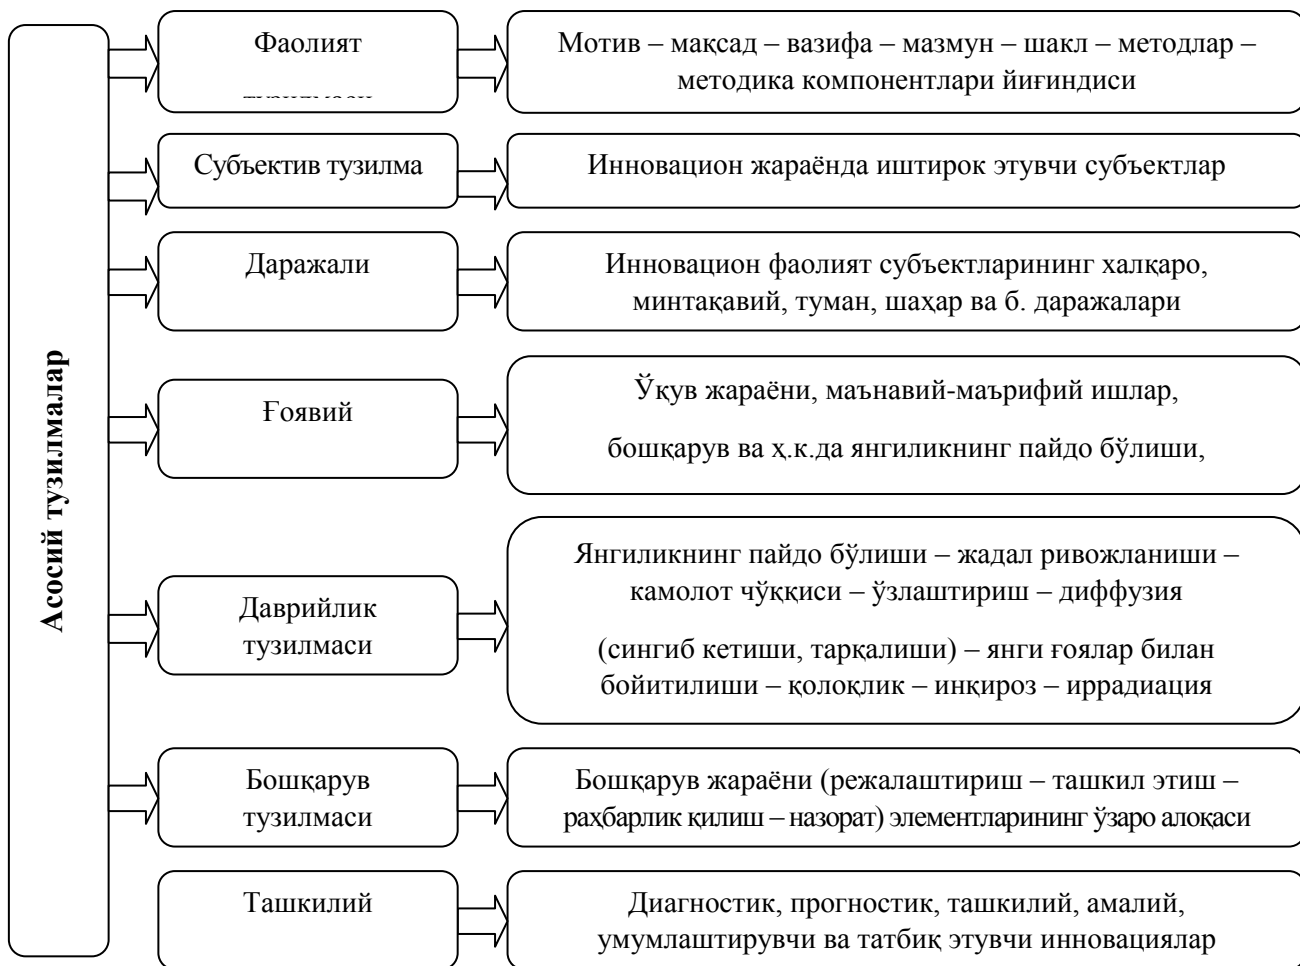 Асосий тузилмалар
Фаолият
Мотив – мақсад – вазифа – мазмун – шакл – методлар –
методика компонентлари йиғиндиси
Субъектив тузилма
Инновацион жараёнда иштирок этувчи субъектлар
Даражали
Инновацион фаолият субъектларининг халқаро,
минтақавий, туман, шаҳар ва б. даражалари
Ғоявий
Ўқув жараёни, маънавий-маърифий ишлар,
бошқарув ва ҳ.к.да янгиликнинг пайдо бўлиши,
Даврийлик
тузилмаси
Янгиликнинг пайдо бўлиши – жадал ривожланиши –
камолот чўққиси – ўзлаштириш – диффузия
(сингиб кетиши, тарқалиши) – янги ғоялар билан
бойитилиши – қолоқлик – инқироз – иррадиация
Бошқарув
тузилмаси
Бошқарув жараёни (режалаштириш – ташкил этиш –
раҳбарлик қилиш – назорат) элементларининг ўзаро алоқаси
Ташкилий
Диагностик, прогностик, ташкилий, амалий,
умумлаштирувчи ва татбиқ этувчи инновациялар